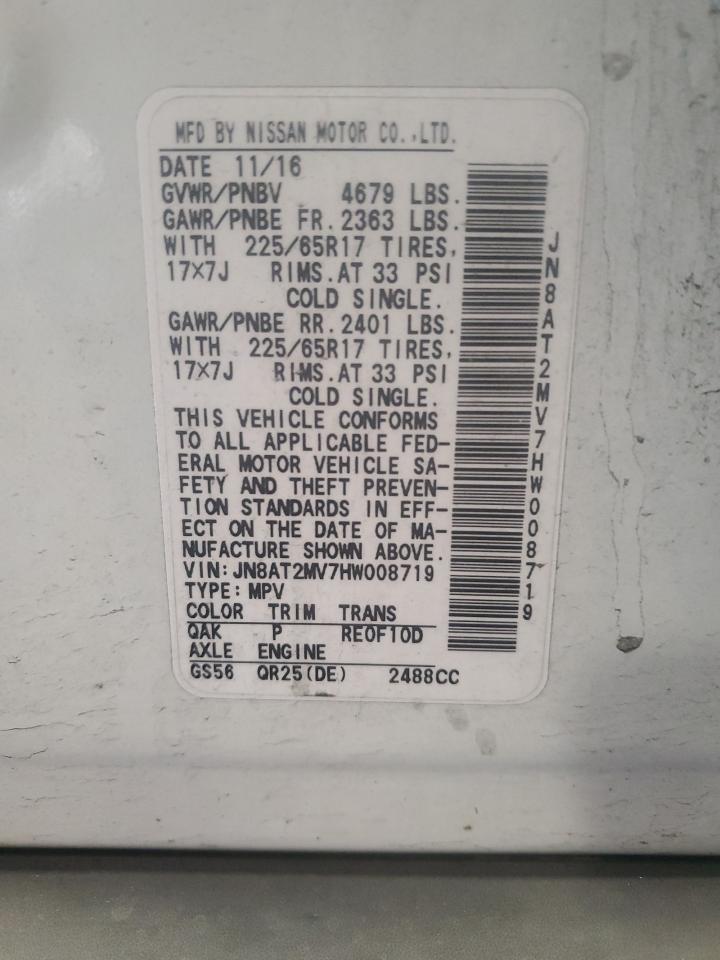 MFD BY NISSAN MOTOR CO.,LTD.
DATE 11/16
GVWR/PNBV 4679 LBS.
GAWR/PNBE FR. 2363 LBS.
WITH 225/65R17 TIRES,
17×7J RIMS. AT 33 PSI
COLD SINGLE.
GAWR/PNBE RR. 2401 LBS.
WITH 225/65R17 TIRES,
17×7J RIMS. AT 33 PSI
COLD SINGLE.
THIS VEHICLE CONFORMS
TO ALL APPLICABLE FED-
ERAL MOTOR VEHICLE SA-
FETY AND THEFT PREVEN-
TION STANDARDS IN EFF-
ECT ON THE DATE OF MA-
NUFACTURE SHOWN ABOVE.
VIN: JN8AT2MV7HW008719
TYPE: MPV
COLOR TRIM TRANS
QAK P RE0F10D
AXLE ENGINE
GS56 QR25(DE) 2488CC
JN8AT2MV7HW008719